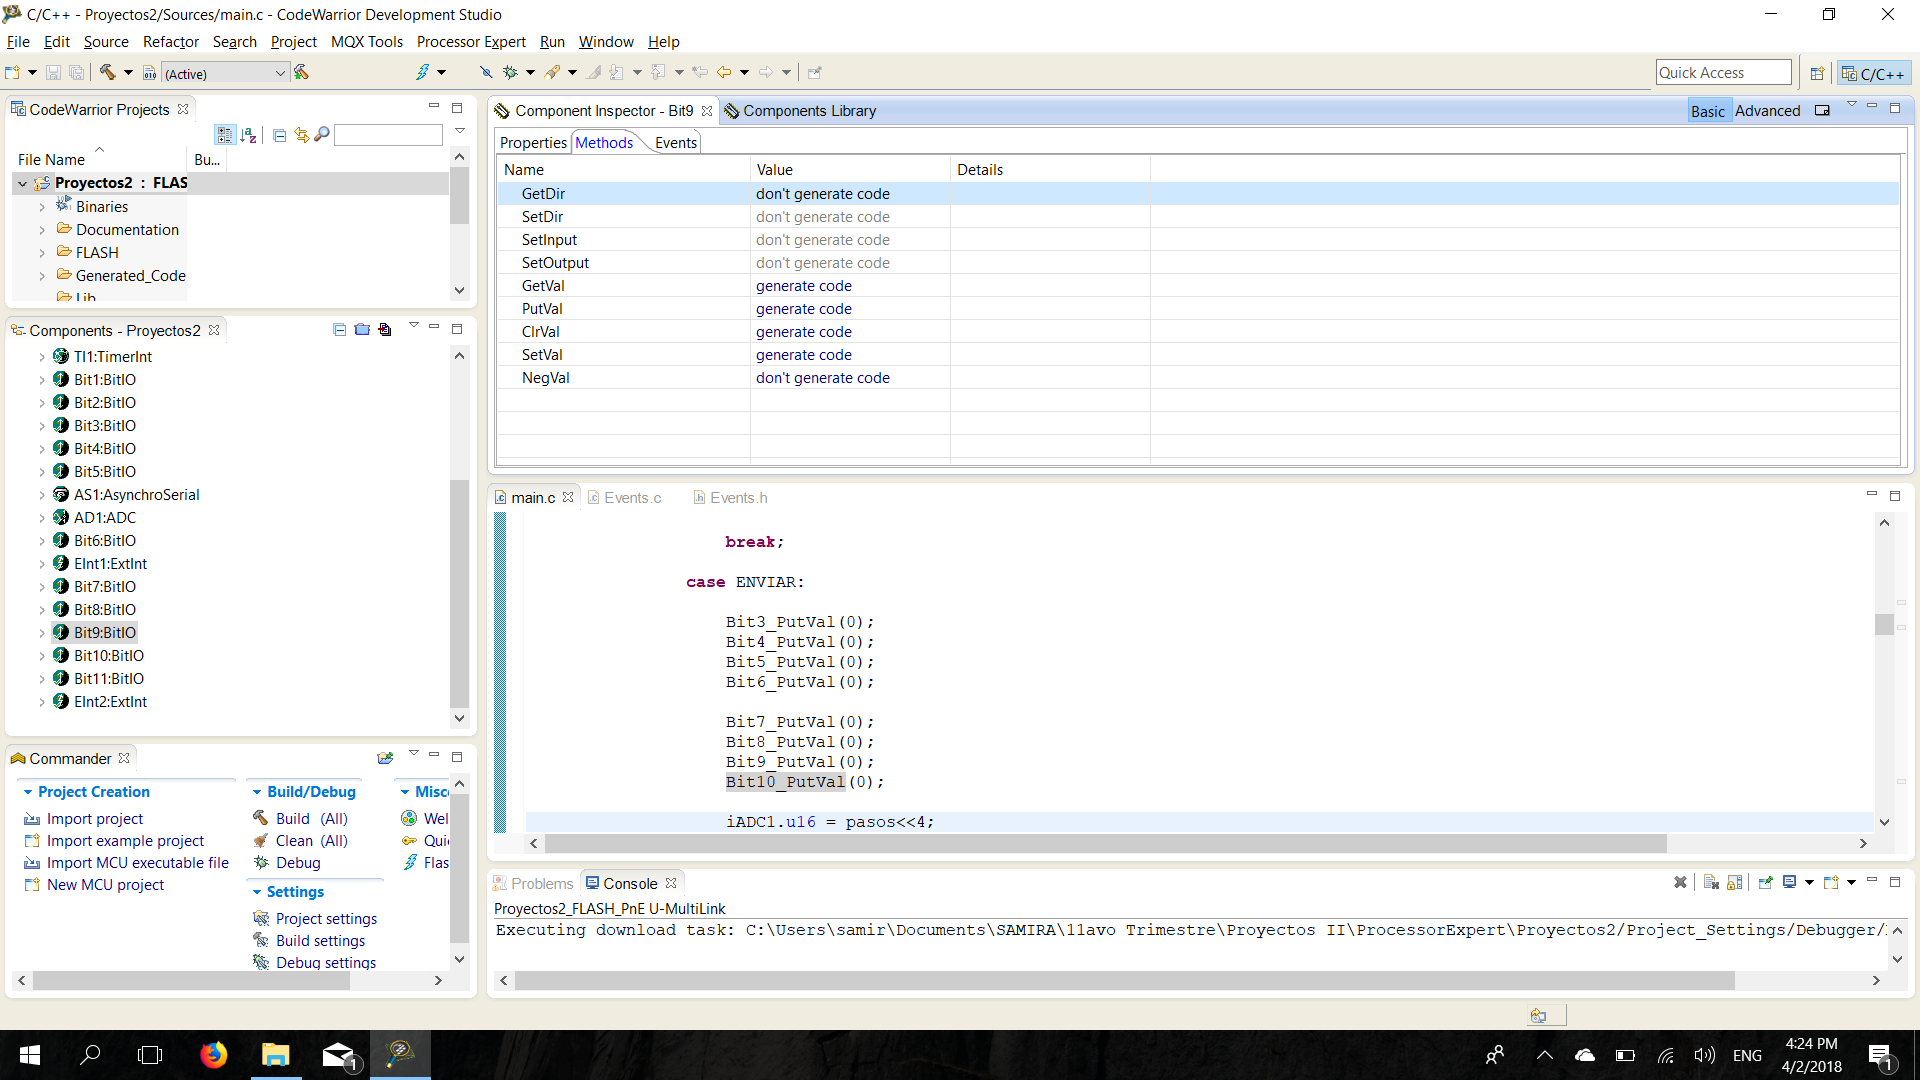 C/C++ - Proyectos2/Sources/main.c - CodeWarrior Development Studio
File Edit Source Refactor Search Project MQX Tools Processor Expert Run Window Help
(Active)
Quick Access
C/C++
CodeWarrior Projects
File Name Bu...
Proyectos2 : FLAS
Binaries
Documentation
FLASH
Generated_Code
Lib
Components - Proyectos2
TI1:TimerInt
Bit1:BitIO
Bit2:BitIO
Bit3:BitIO
Bit4:BitIO
Bit5:BitIO
AS1:AsynchroSerial
AD1:ADC
Bit6:BitIO
EInt1:ExtInt
Bit7:BitIO
Bit8:BitIO
Bit9:BitIO
Bit10:BitIO
Bit11:BitIO
EInt2:ExtInt
Commander
Project Creation
Import project
Import example project
Import MCU executable file
New MCU project
Build/Debug
Build (All)
Clean (All)
Debug
Settings
Project settings
Build settings
Debug settings
Misc
Wel
Quic
Flas
Component Inspector - Bit9 Components Library Basic Advanced
Properties Methods Events
Name Value Details
GetDir don't generate code
SetDir don't generate code
SetInput don't generate code
SetOutput don't generate code
GetVal generate code
PutVal generate code
ClrVal generate code
SetVal generate code
NegVal don't generate code
main.c Events.c Events.h
break;
case ENVIAR:
Bit3_PutVal(0);
Bit4_PutVal(0);
Bit5_PutVal(0);
Bit6_PutVal(0);
Bit7_PutVal(0);
Bit8_PutVal(0);
Bit9_PutVal(0);
Bit10_PutVal(0);
iADC1.u16 = pasos<<4;
Problems Console
Proyectos2_FLASH_PnE U-MultiLink
Executing download task: C:\Users\samir\Documents\SAMIRA\11avo Trimestre\Proyectos II\ProcessorExpert\Proyectos2/Project_Settings/Debugger/
1
ENG
4:24 PM
4/2/2018
1